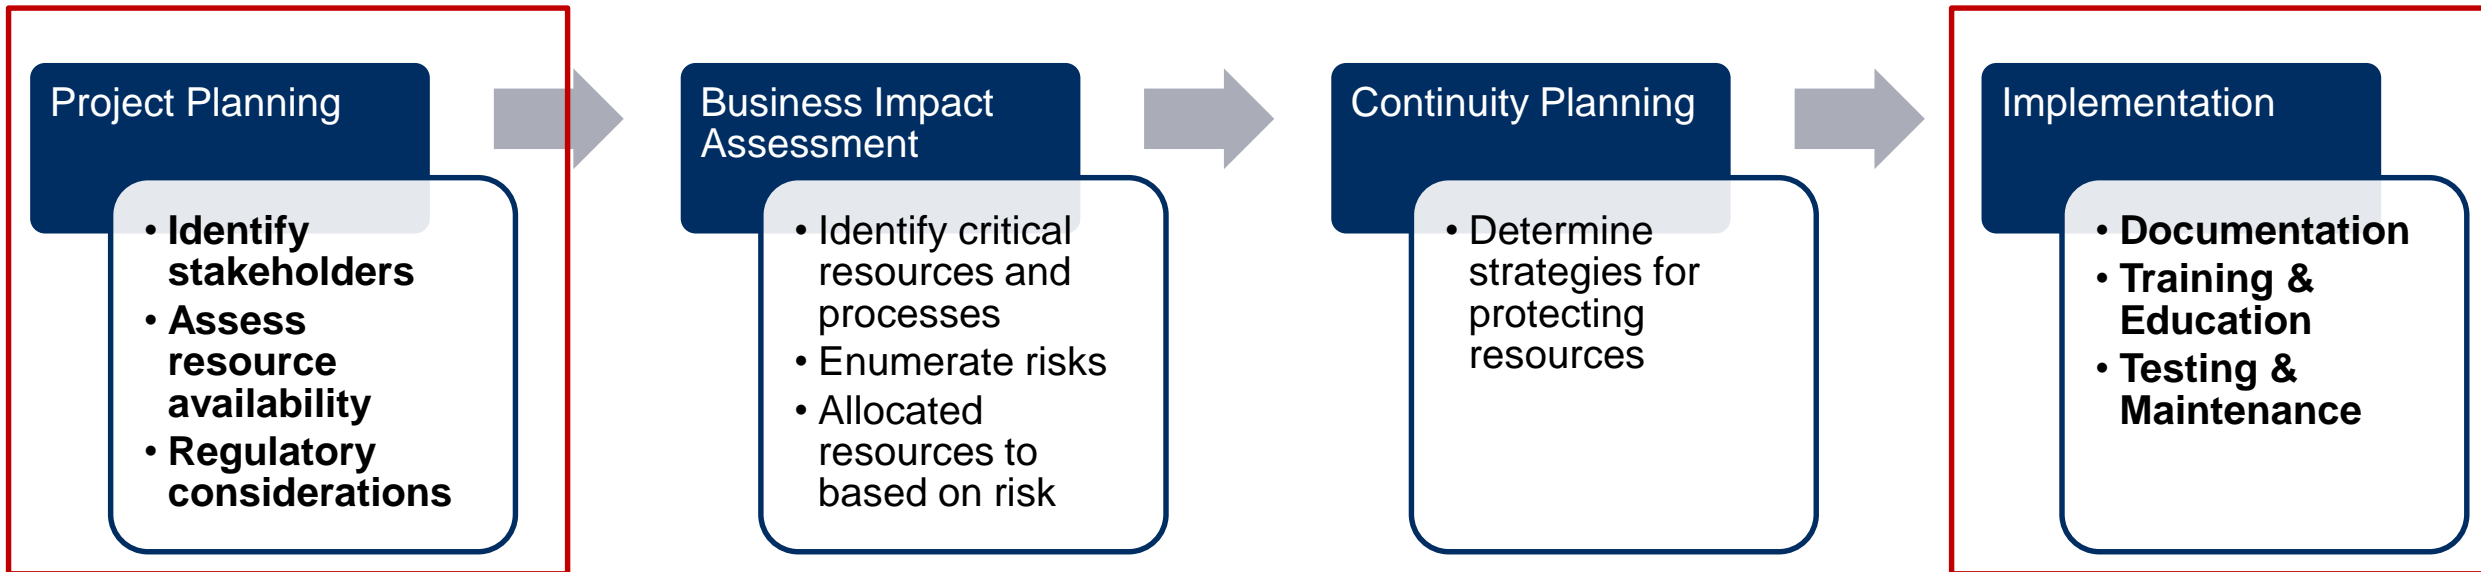 Project Planning
• Identify
stakeholders
• Assess
resource
availability
• Regulatory
considerations
Business Impact
Assessment
• Identify critical
resources and
processes
• Enumerate risks
• Allocated
resources to
based on risk
Continuity Planning
• Determine
strategies for
protecting
resources
Implementation
• Documentation
• Training &
Education
• Testing &
Maintenance